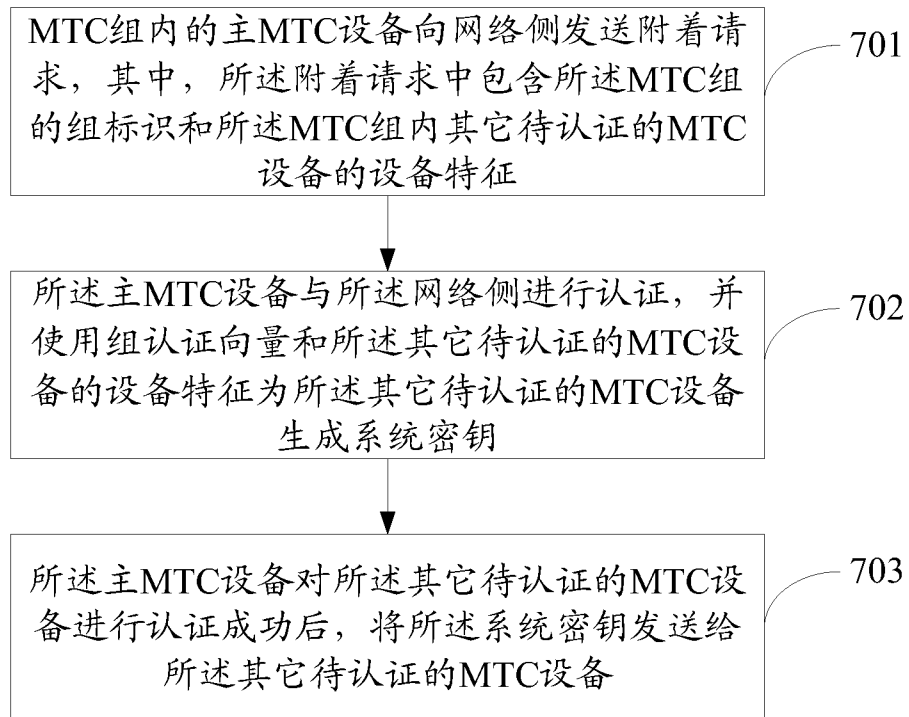 MTC组内的主MTC设备向网络侧发送附着请
求，其中，所述附着请求中包含所述MTC组
的组标识和所述MTC组内其它待认证的MTC
设备的设备特征
701
所述主MTC设备与所述网络侧进行认证，并
使用组认证向量和所述其它待认证的MTC设
备的设备特征为所述其它待认证的MTC设备
生成系统密钥
702
所述主MTC设备对所述其它待认证的MTC设
备进行认证成功后，将所述系统密钥发送给
所述其它待认证的MTC设备
703